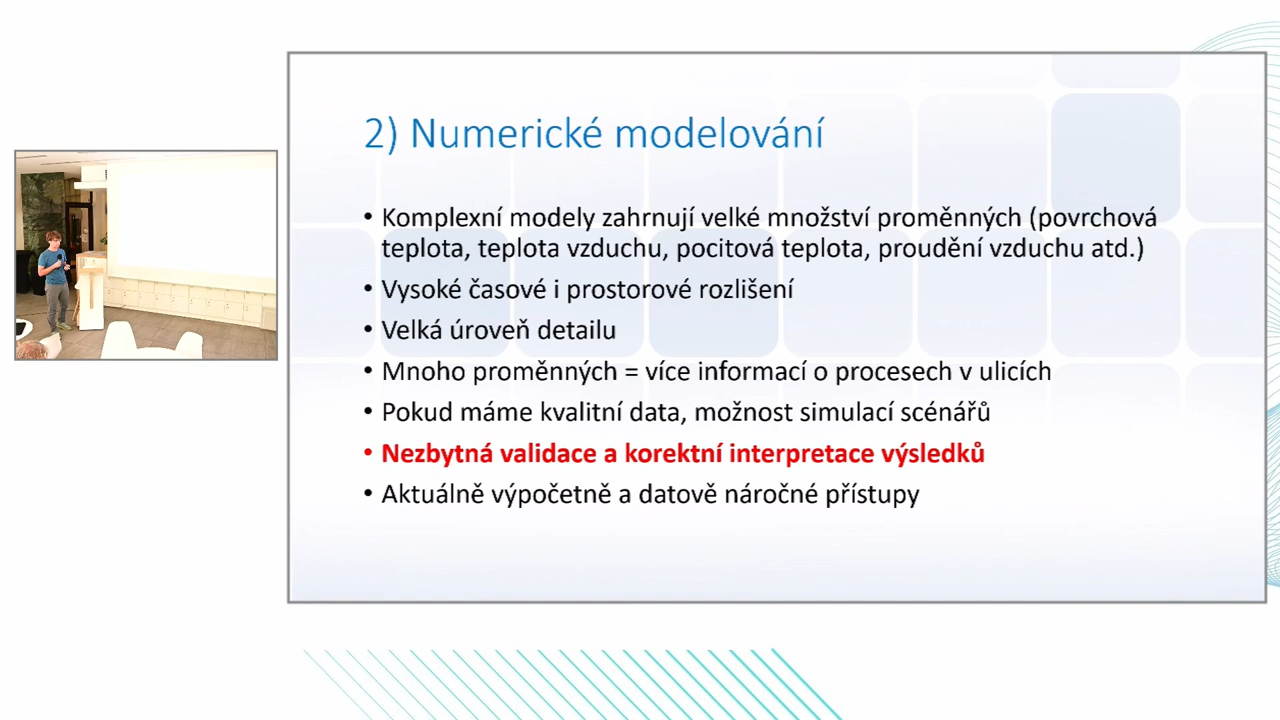 2) Numerické modelování
• Komplexní modely zahrnují velké množství proměnných (povrchová
teplota, teplota vzduchu, pocitová teplota, proudění vzduchu atd.)
• Vysoké časové i prostorové rozlišení
• Velká úroveň detailu
• Mnoho proměnných = více informací o procesech v ulicích
• Pokud máme kvalitní data, možnost simulací scénářů
• Nezbytná validace a korektní interpretace výsledků
• Aktuálně výpočetně a datově náročné přístupy